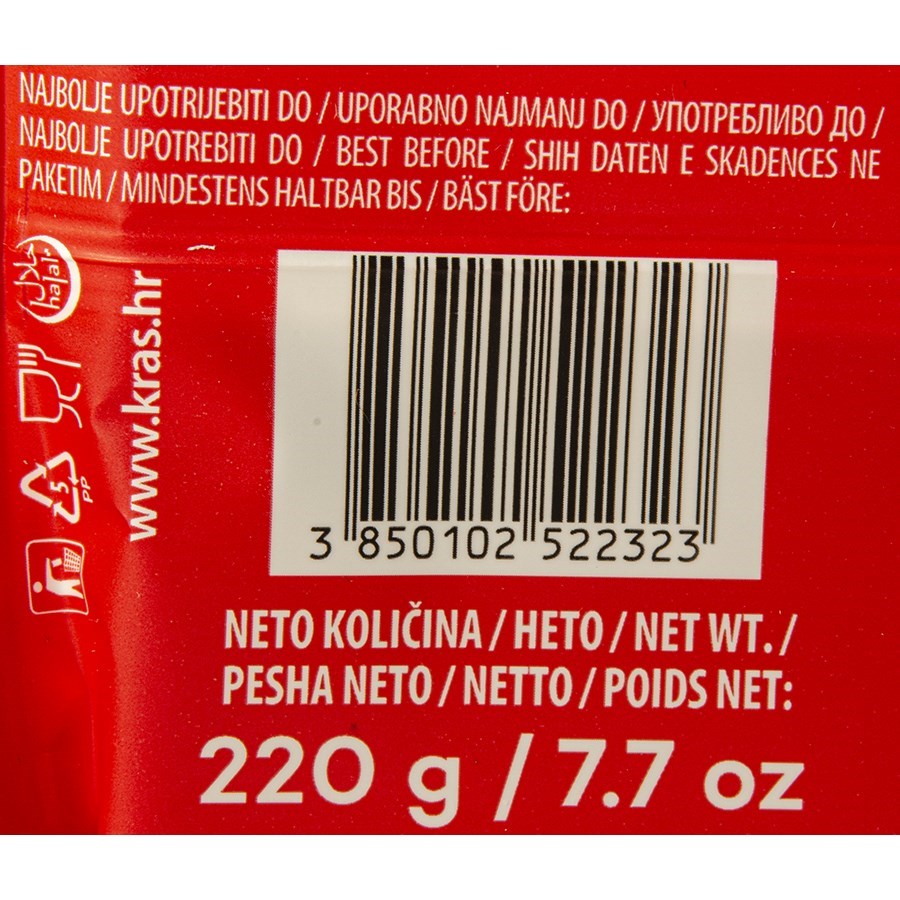 NAJBOLJE UPOTRIJEBITI DO / UPORABNO NAJMANJ DO / УПОТРЕБЛИВО ДО /
NAJBOLJE UPOTREBITI DO / BEST BEFORE / SHIH DATEN E SKADENCES NE
PAKETIM / MINDESTENS HALTBAR BIS / BÄST FÖRE:
حلال
halal
www.kras.hr
5
PP
3 850102 522323
NETO KOLIČINA / НЕТО / NET WT. /
PESHA NETO / NETTO / POIDS NET:
220 g / 7.7 oz